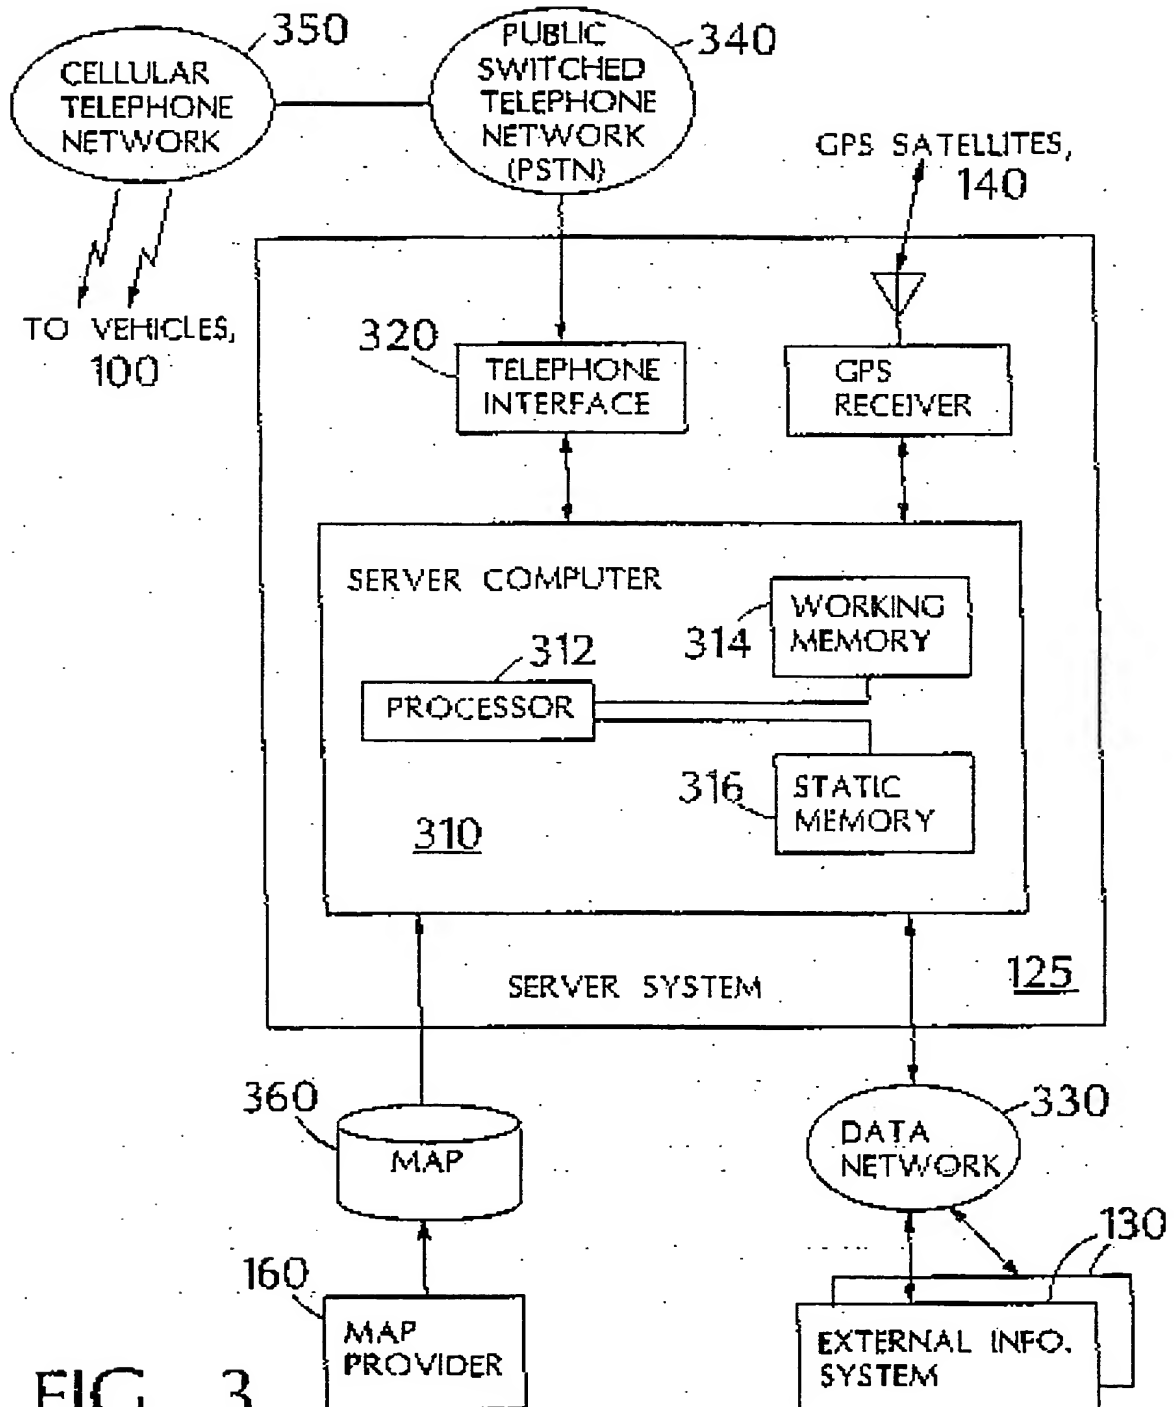 350
CELLULAR
TELEPHONE
NETWORK
PUBLIC
SWITCHED
TELEPHONE
NETWORK
(PSTN)
340
GPS SATELLITES,
140
TO VEHICLES,
100
320
TELEPHONE
INTERFACE
GPS
RECEIVER
SERVER COMPUTER
WORKING
MEMORY
314
312
PROCESSOR
316
STATIC
MEMORY
310
SERVER SYSTEM
125
360
MAP
330
DATA
NETWORK
130
160
MAP
PROVIDER
EXTERNAL INFO.
SYSTEM
FIG. 3